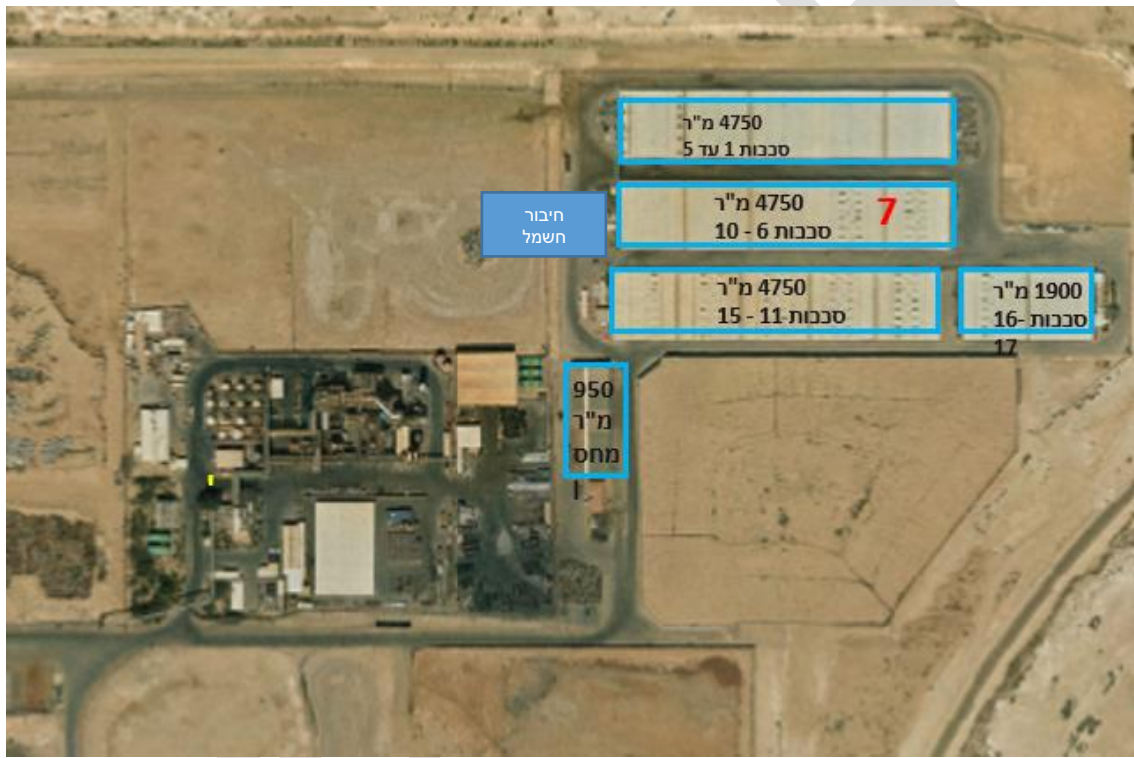 4750 מ"ר
סככות 1 עד 5
חיבור
חשמל
4750 מ"ר
סככות 6 - 10
7
4750 מ"ר
סככות 11 - 15
1900 מ"ר
סככות 16-
17
950
מ"ר
מחס